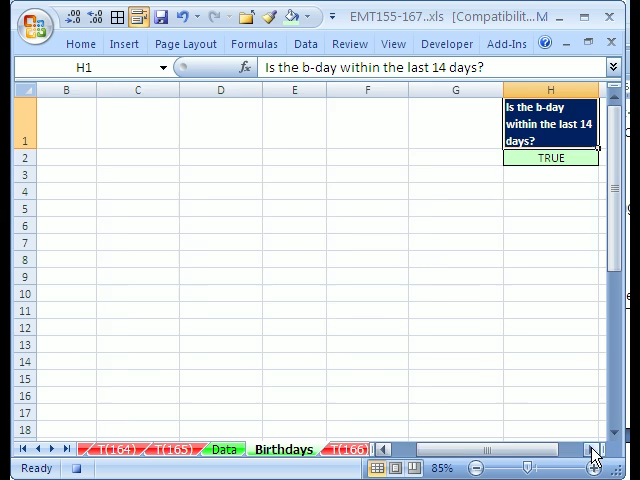 EMT155-167..xls [Compatibilit... M
Home Insert Page Layout Formulas Data Review View Developer Add-Ins
H1 fx Is the b-day within the last 14 days?
B C D E F G H
1
Is the b-day
within the last 14
days?
2 TRUE
3
4
5
6
7
8
9
10
11
12
13
14
15
16
17
18
T(164) T(165) Data Birthdays T(166
Ready 85%